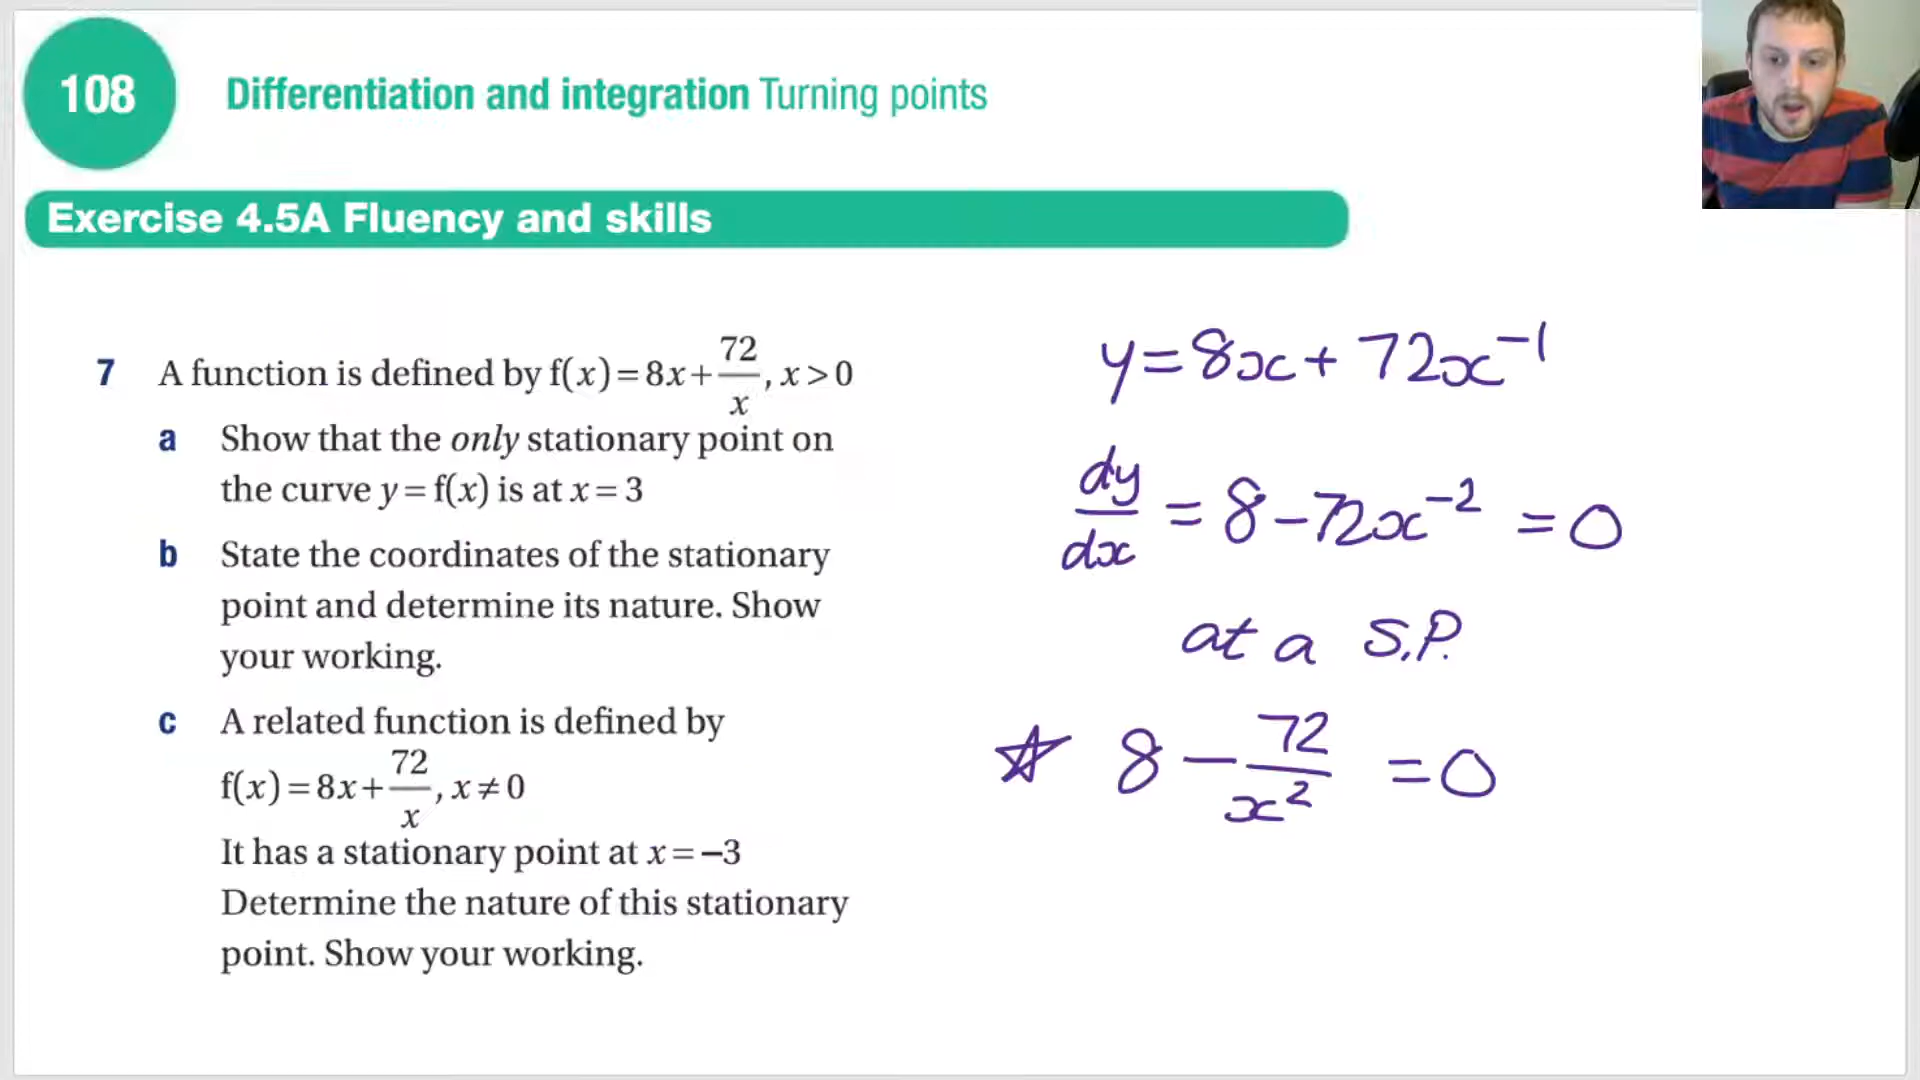 108
Differentiation and integration Turning points
Exercise 4.5A Fluency and skills
7 A function is defined by f(x)=8x+72/x, x>0
a Show that the only stationary point on
the curve y=f(x) is at x=3
b State the coordinates of the stationary
point and determine its nature. Show
your working.
c A related function is defined by
f(x)=8x+72/x, x≠0
It has a stationary point at x=−3
Determine the nature of this stationary
point. Show your working.
y=8x+72x⁻¹
dy/dx = 8−72x⁻² =0
at a S.P.
☆ 8−72/x² =0